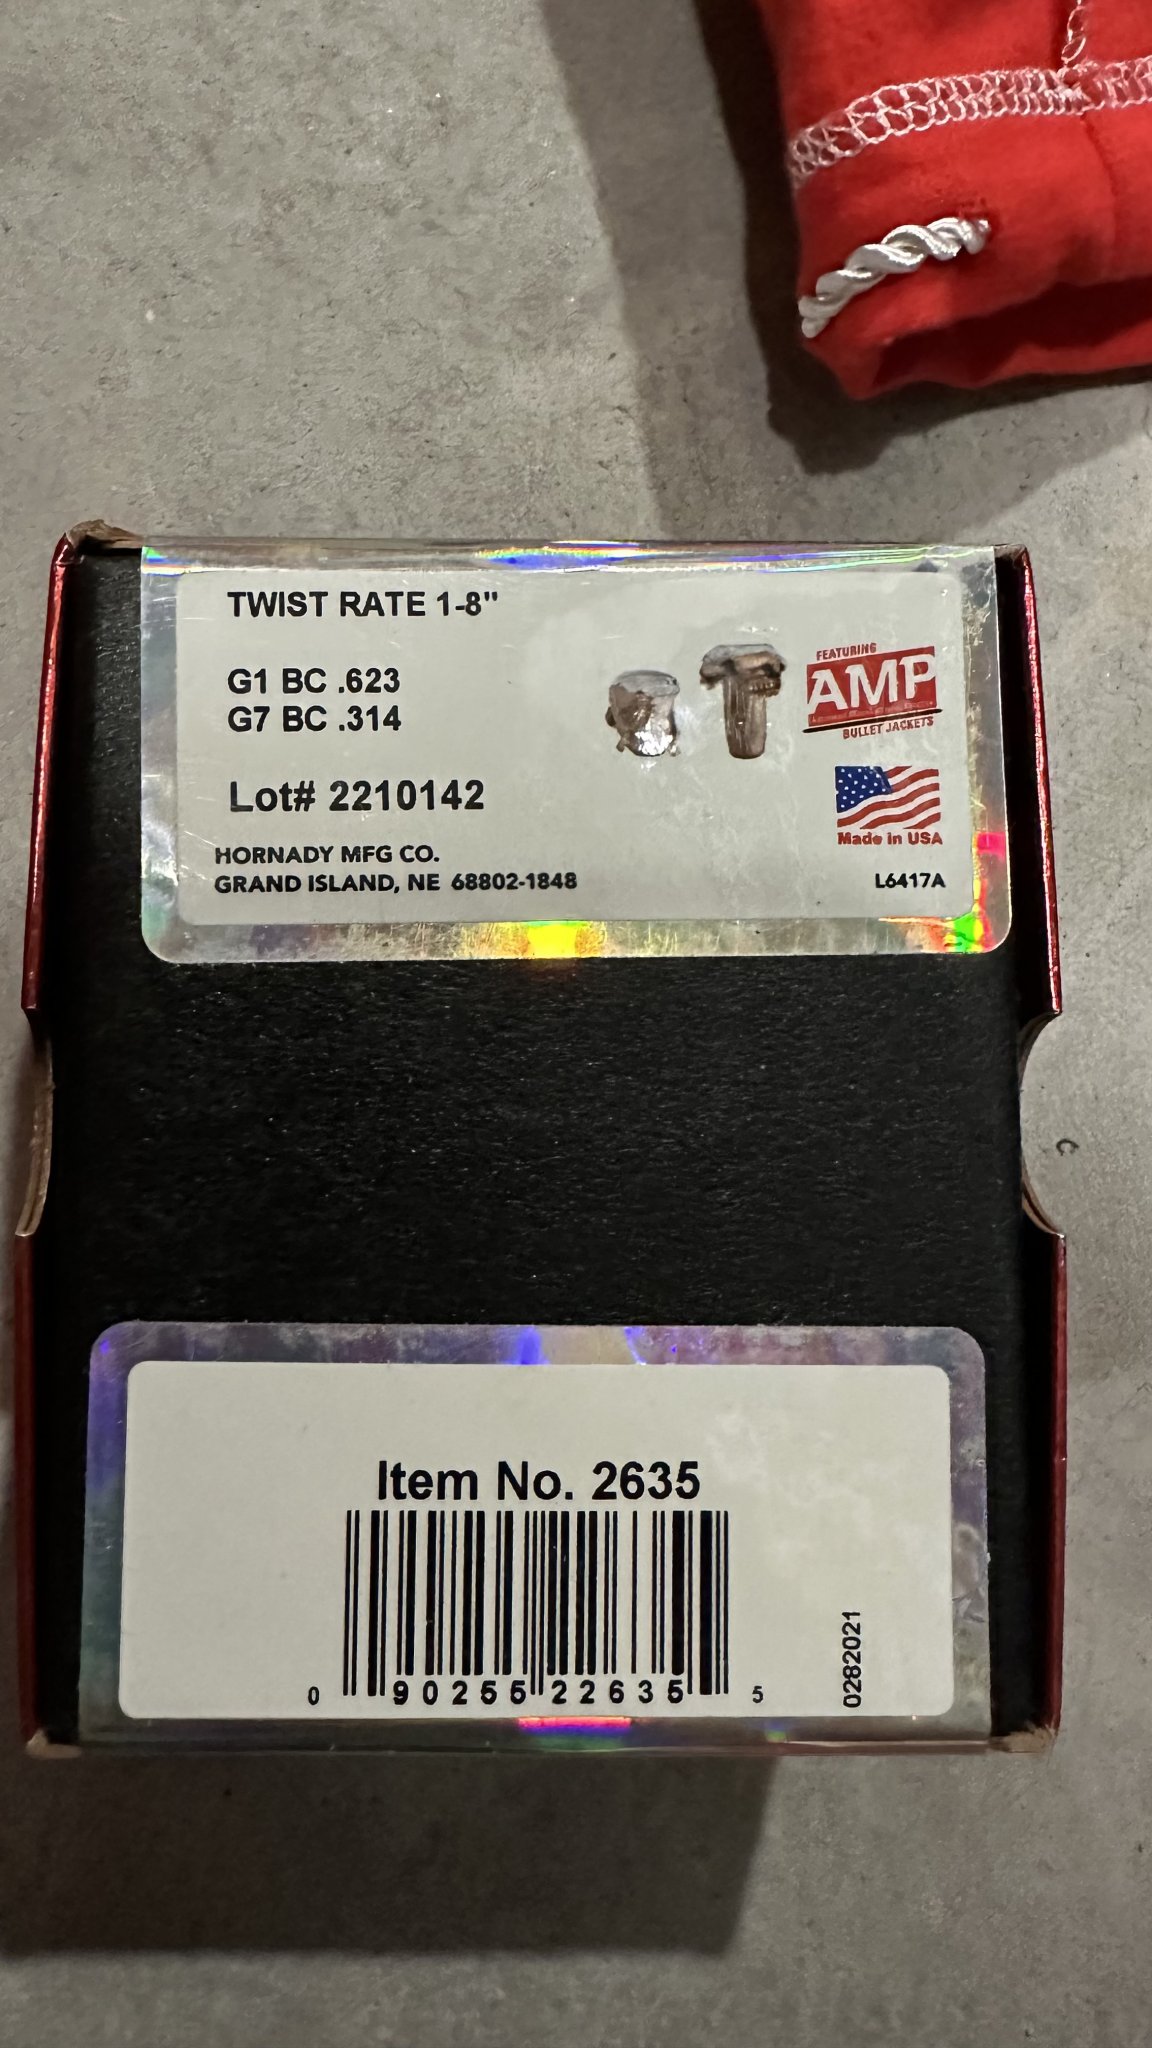 TWIST RATE 1-8"
G1 BC .623
G7 BC .314
Lot# 2210142
HORNADY MFG CO.
GRAND ISLAND, NE 68802-1848
FEATURING
AMP
BULLET JACKETS
Made in USA
L6417A
Item No. 2635
0 90255 22635 5
0282021